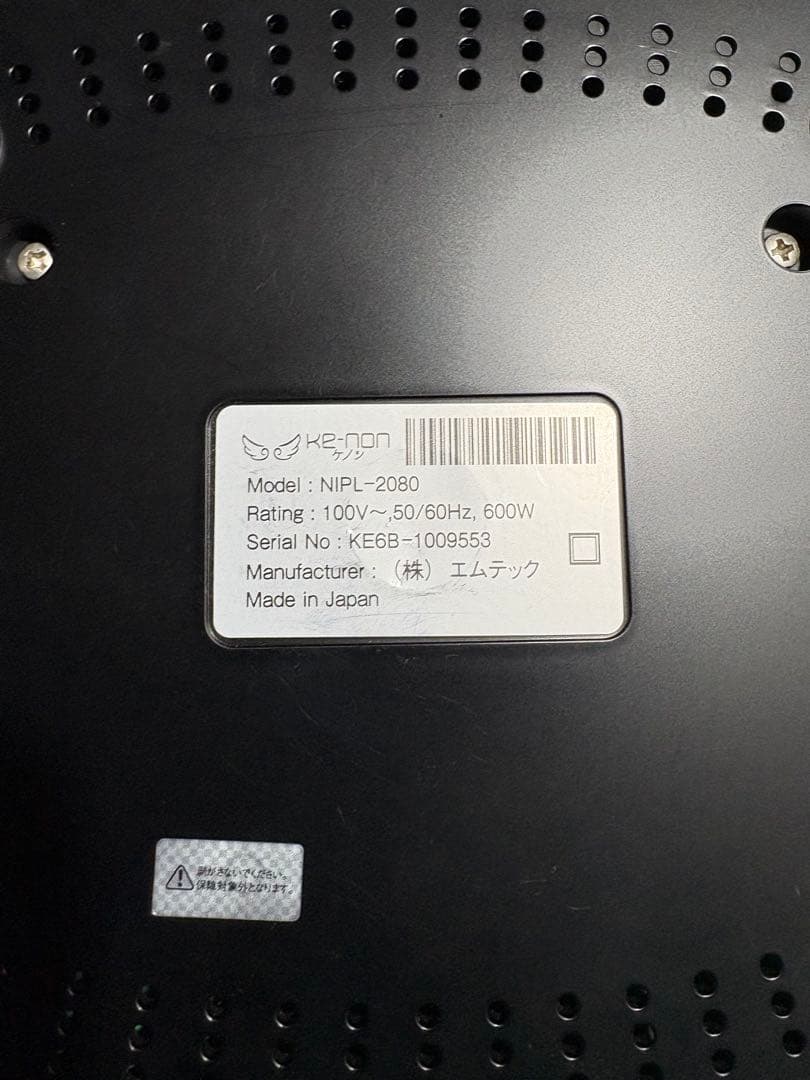 ke-non
ケノン
Model : NIPL-2080
Rating : 100V～,50/60Hz, 600W
Serial No : KE6B-1009553
Manufacturer : （株） エムテック
Made in Japan
剥がさないでください。
保障対象外となります。